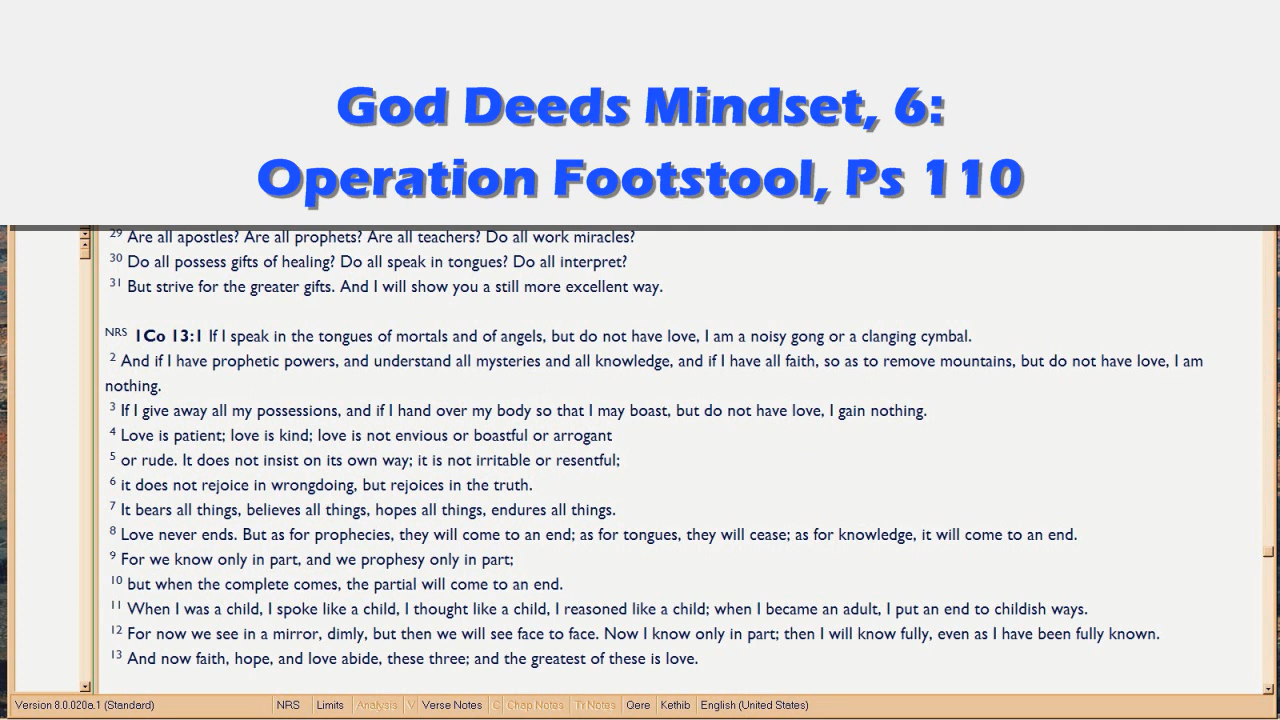 God Deeds Mindset, 6:
Operation Footstool, Ps 110
29 Are all apostles? Are all prophets? Are all teachers? Do all work miracles?
30 Do all possess gifts of healing? Do all speak in tongues? Do all interpret?
31 But strive for the greater gifts. And I will show you a still more excellent way.
NRS 1Co 13:1 If I speak in the tongues of mortals and of angels, but do not have love, I am a noisy gong or a clanging cymbal.
2 And if I have prophetic powers, and understand all mysteries and all knowledge, and if I have all faith, so as to remove mountains, but do not have love, I am
nothing.
3 If I give away all my possessions, and if I hand over my body so that I may boast, but do not have love, I gain nothing.
4 Love is patient; love is kind; love is not envious or boastful or arrogant
5 or rude. It does not insist on its own way; it is not irritable or resentful;
6 it does not rejoice in wrongdoing, but rejoices in the truth.
7 It bears all things, believes all things, hopes all things, endures all things.
8 Love never ends. But as for prophecies, they will come to an end; as for tongues, they will cease; as for knowledge, it will come to an end.
9 For we know only in part, and we prophesy only in part;
10 but when the complete comes, the partial will come to an end.
11 When I was a child, I spoke like a child, I thought like a child, I reasoned like a child; when I became an adult, I put an end to childish ways.
12 For now we see in a mirror, dimly, but then we will see face to face. Now I know only in part; then I will know fully, even as I have been fully known.
13 And now faith, hope, and love abide, these three; and the greatest of these is love.
Version 8.0.020a.1 (Standard) NRS Limits Analysis V Verse Notes C Chap Notes Tr Notes Qere Kethib English (United States)